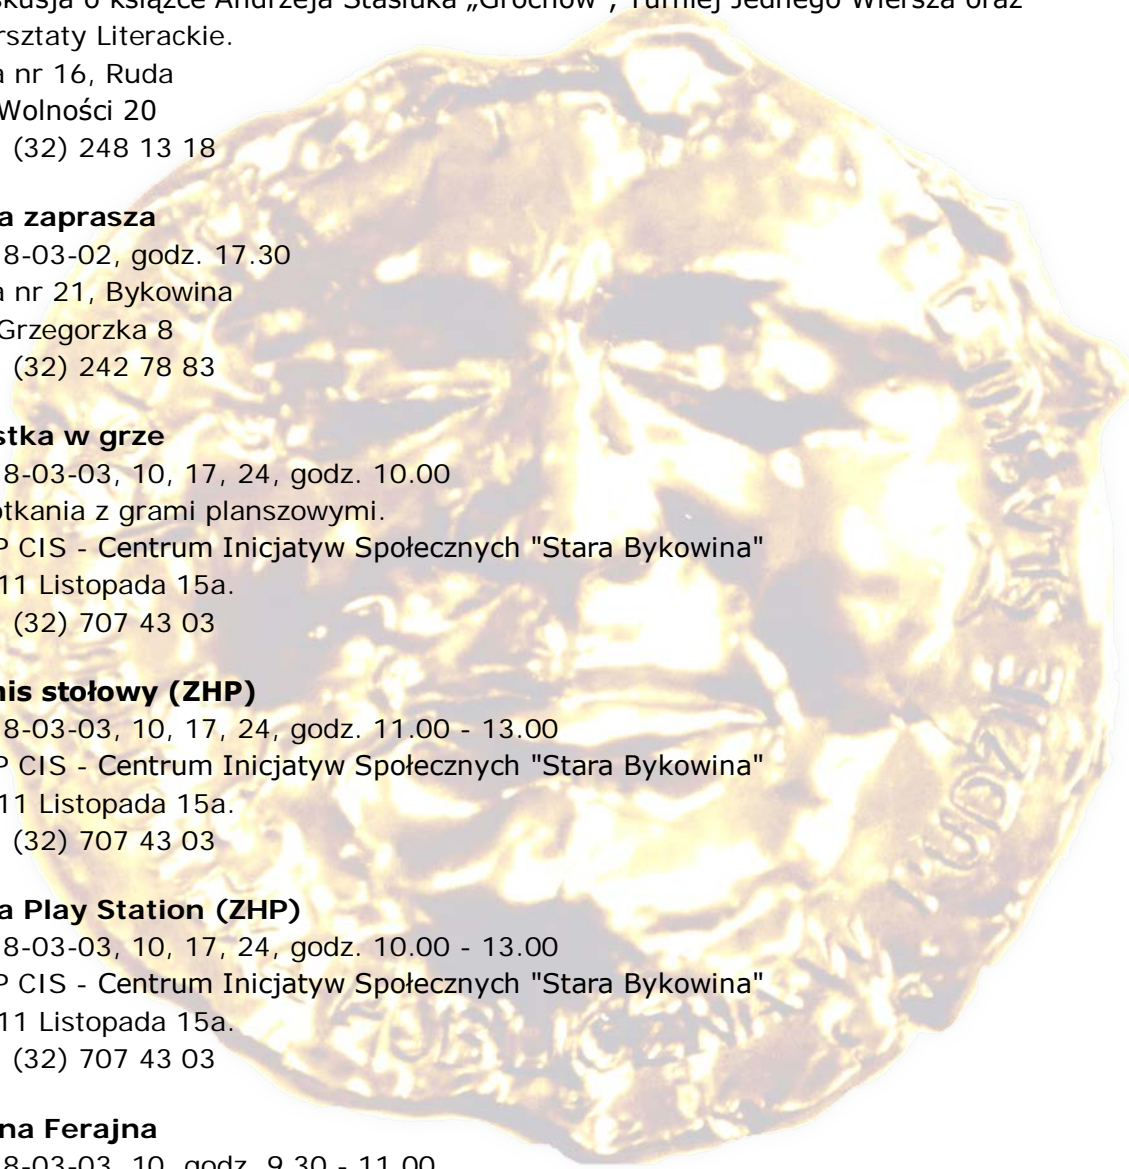 skusja o książce Andrzeja Stasiuka „Grochów”, Turniej Jednego Wiersza oraz
rsztaty Literackie.
a nr 16, Ruda
Wolności 20
(32) 248 13 18
a zaprasza
8-03-02, godz. 17.30
a nr 21, Bykowina
Grzegorzka 8
(32) 242 78 83
stka w grze
8-03-03, 10, 17, 24, godz. 10.00
otkania z grami planszowymi.
P CIS - Centrum Inicjatyw Społecznych "Stara Bykowina"
11 Listopada 15a.
(32) 707 43 03
nis stołowy (ZHP)
8-03-03, 10, 17, 24, godz. 11.00 - 13.00
P CIS - Centrum Inicjatyw Społecznych "Stara Bykowina"
11 Listopada 15a.
(32) 707 43 03
a Play Station (ZHP)
8-03-03, 10, 17, 24, godz. 10.00 - 13.00
P CIS - Centrum Inicjatyw Społecznych "Stara Bykowina"
11 Listopada 15a.
(32) 707 43 03
na Ferajna
8-03-03, 10, godz. 9.30 - 11.00